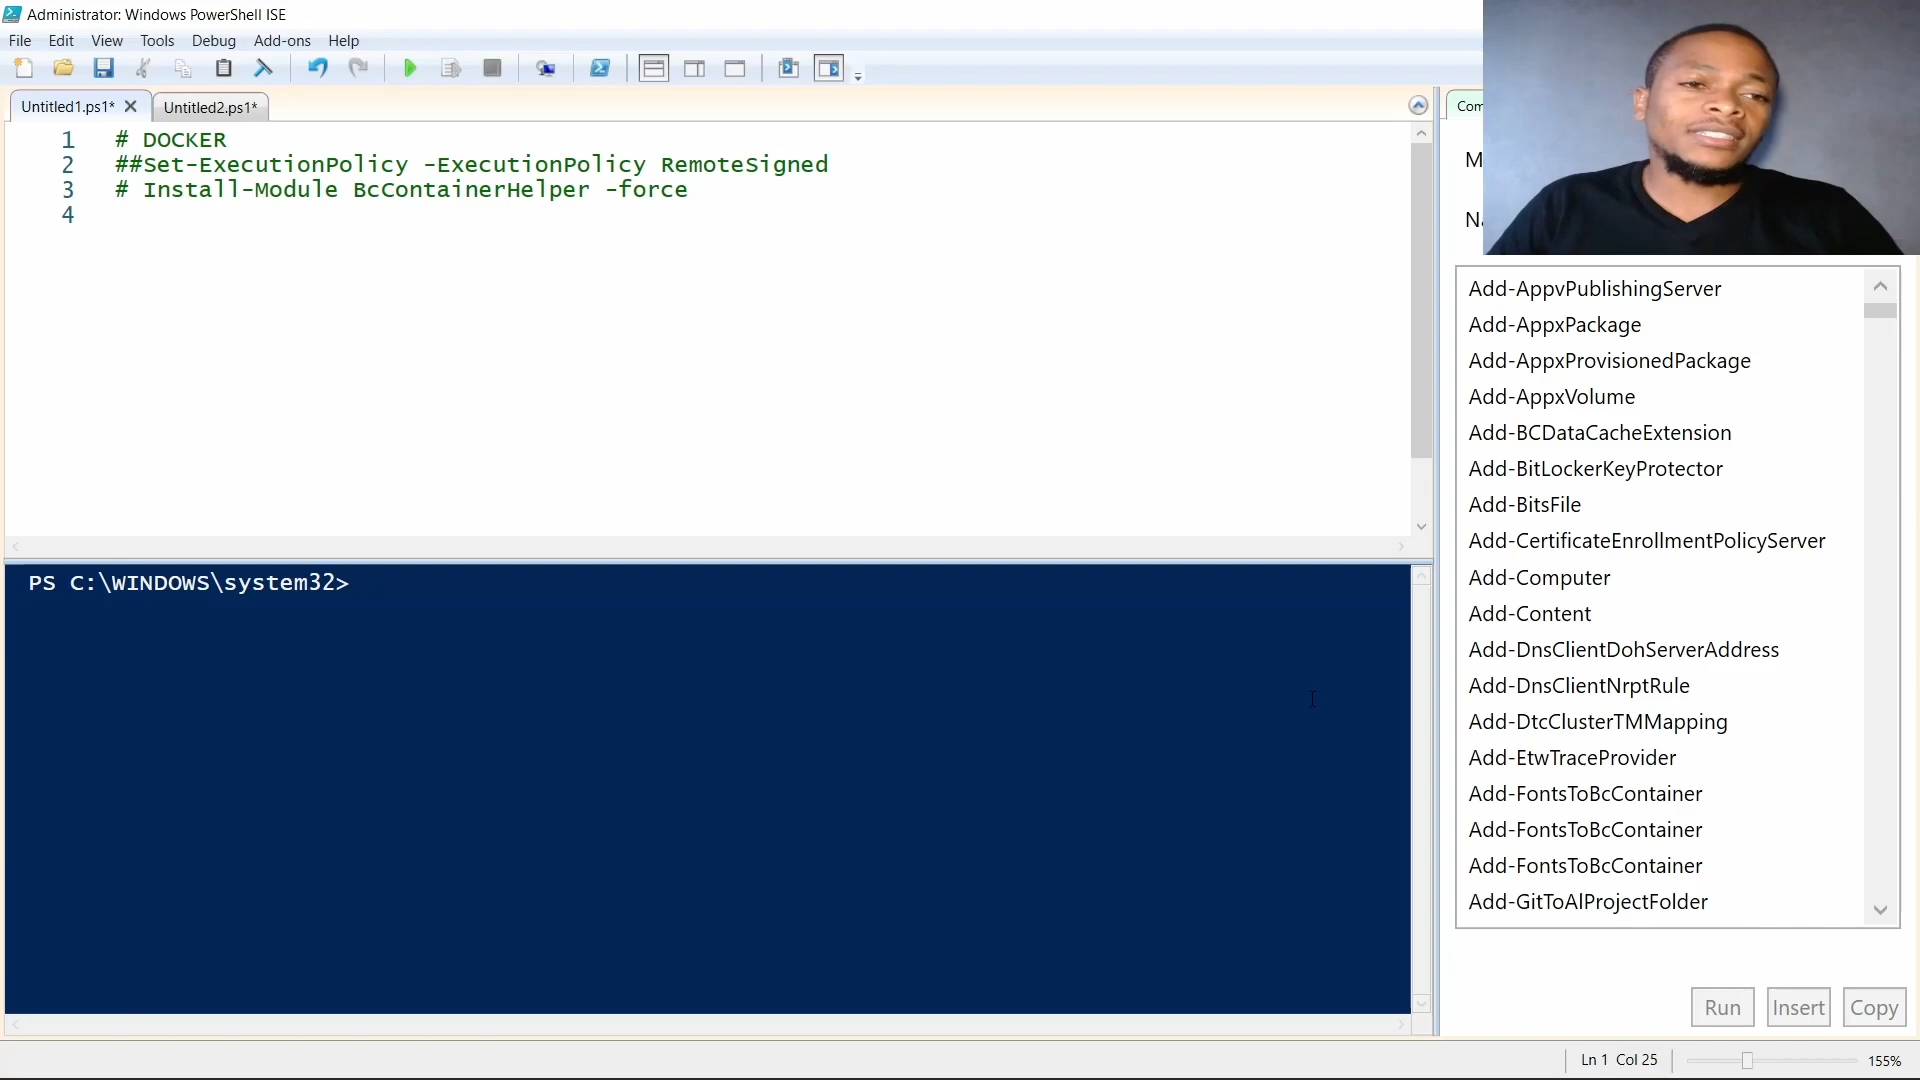 Administrator: Windows PowerShell ISE
File Edit View Tools Debug Add-ons Help
Untitled1.ps1* Untitled2.ps1*
1 # DOCKER
2 ##Set-ExecutionPolicy -ExecutionPolicy RemoteSigned
3 # Install-Module BcContainerHelper -force
4
PS C:\WINDOWS\system32>
Com
M
Na
Add-AppvPublishingServer
Add-AppxPackage
Add-AppxProvisionedPackage
Add-AppxVolume
Add-BCDataCacheExtension
Add-BitLockerKeyProtector
Add-BitsFile
Add-CertificateEnrollmentPolicyServer
Add-Computer
Add-Content
Add-DnsClientDohServerAddress
Add-DnsClientNrptRule
Add-DtcClusterTMMapping
Add-EtwTraceProvider
Add-FontsToBcContainer
Add-FontsToBcContainer
Add-FontsToBcContainer
Add-GitToAlProjectFolder
Run Insert Copy
Ln 1 Col 25 155%